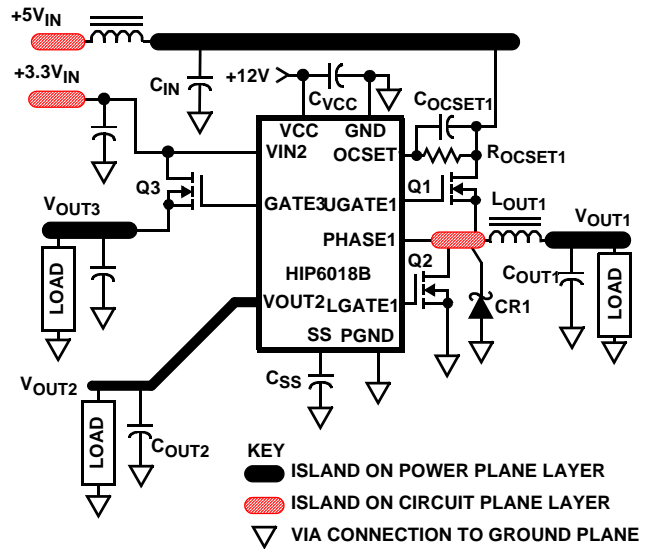 +5VIN
+3.3VIN
CIN
+12V
CVCC
COCSET1
VCC
GND
VIN2
OCSET
ROCSET1
Q3
GATE3
UGATE1
Q1
LOUT1
VOUT3
PHASE1
VOUT1
LOAD
HIP6018B
Q2
COUT1
LOAD
VOUT2
LGATE1
CR1
SS
PGND
CSS
VOUT2
LOAD
COUT2
KEY
ISLAND ON POWER PLANE LAYER
ISLAND ON CIRCUIT PLANE LAYER
VIA CONNECTION TO GROUND PLANE